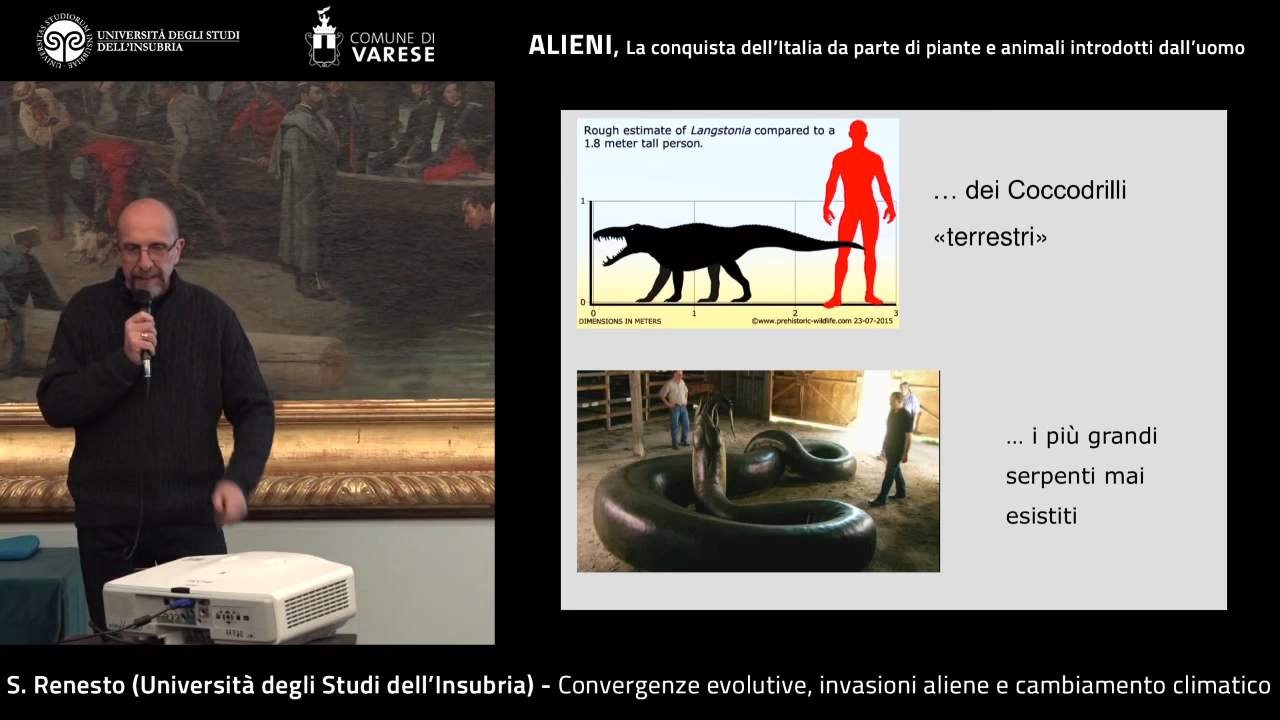 UNIVERSITÀ DEGLI STUDI
DELL'INSUBRIA
COMUNE DI
VARESE
ALIENI, La conquista dell'Italia da parte di piante e animali introdotti dall'uomo
Rough estimate of Langstonia compared to a
1.8 meter tall person.
1
0
0 1 2 3
DIMENSIONS IN METERS ©www.prehistoric-wildlife.com 23-07-2015
… dei Coccodrilli
«terrestri»
… i più grandi
serpenti mai
esistiti
S. Renesto (Università degli Studi dell'Insubria) - Convergenze evolutive, invasioni aliene e cambiamento climatico